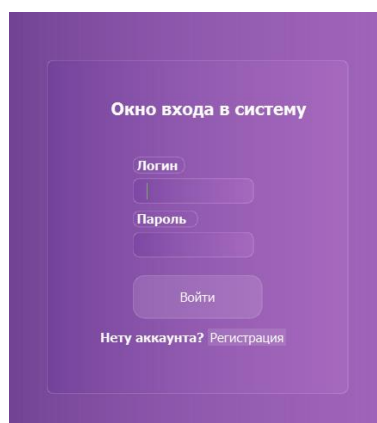 Окно входа в систему
Логин
Пароль
Войти
Нету аккаунта? Регистрация